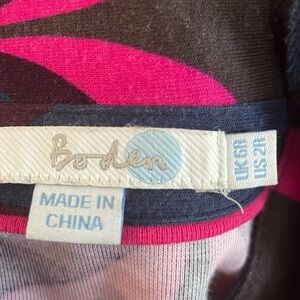 Boden
UK 6R
US 2R
MADE IN
CHINA